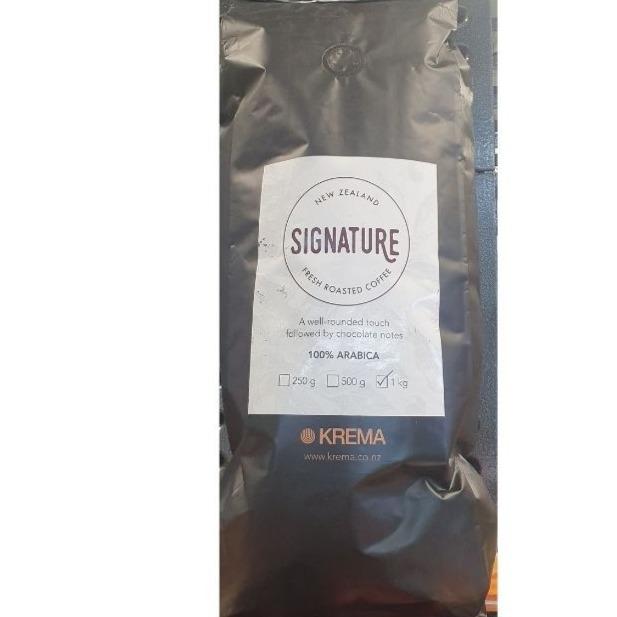 NEW ZEALAND
SIGNATURE
FRESH ROASTED COFFEE
A well-rounded touch
followed by chocolate notes
100% ARABICA
250 g 500 g 1 kg
KREMA
www.krema.co.nz